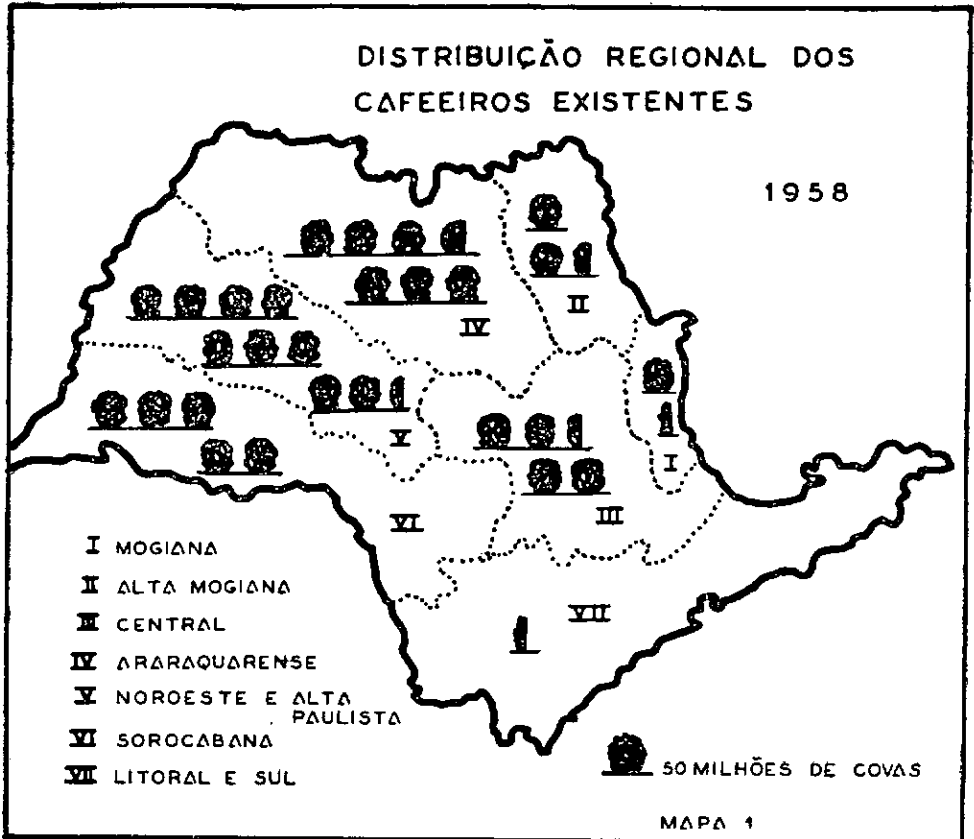 DISTRIBUIÇÃO REGIONAL DOS
CAFEEIROS EXISTENTES
1958
II
IV
I
V
III
VI
VII
I MOGIANA
II ALTA MOGIANA
III CENTRAL
IV ARARAQUARENSE
V NOROESTE E ALTA
PAULISTA
VI SOROCABANA
VII LITORAL E SUL
50 MILHÕES DE COVAS
MAPA 1